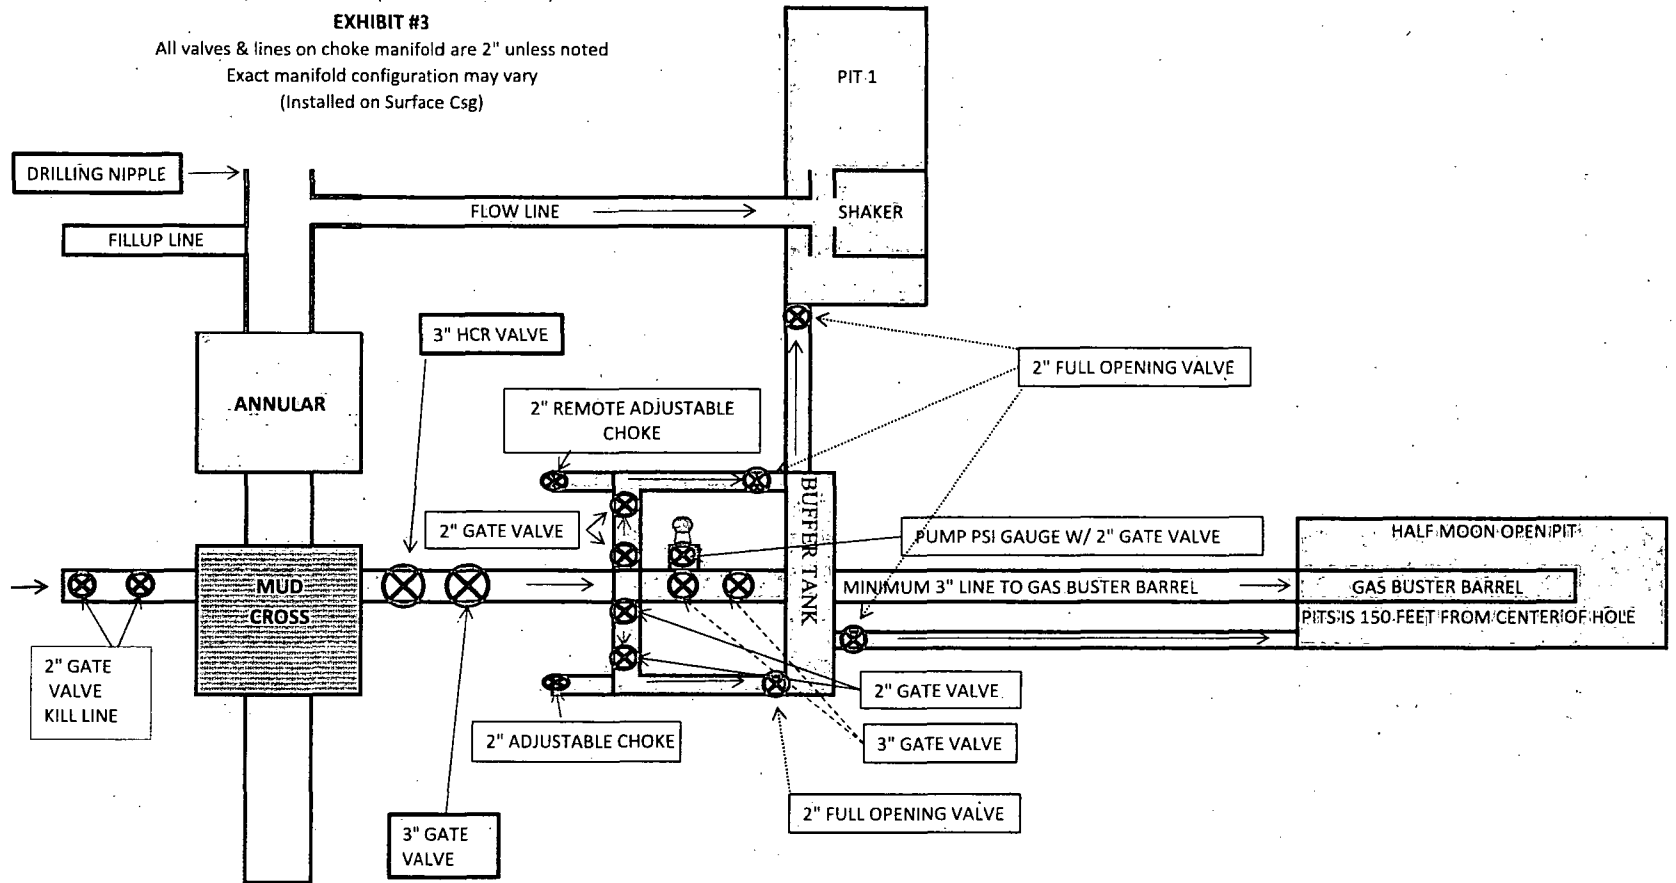 EXHIBIT #3
All valves & lines on choke manifold are 2" unless noted
Exact manifold configuration may vary
(Installed on Surface Csg)
PIT 1
DRILLING NIPPLE
FLOW LINE
SHAKER
FILLUP LINE
3" HCR VALVE
2" FULL OPENING VALVE
ANNULAR
2" REMOTE ADJUSTABLE
CHOKE
BUFFER TANK
2" GATE VALVE
PUMP PSI GAUGE W/ 2" GATE VALVE
HALF MOON OPEN PIT
MUD
CROSS
MINIMUM 3" LINE TO GAS BUSTER BARREL
GAS BUSTER BARREL
PITS IS 150 FEET FROM CENTER OF HOLE
2" GATE
VALVE
KILL LINE
2" GATE VALVE
2" ADJUSTABLE CHOKE
3" GATE VALVE
2" FULL OPENING VALVE
3" GATE
VALVE